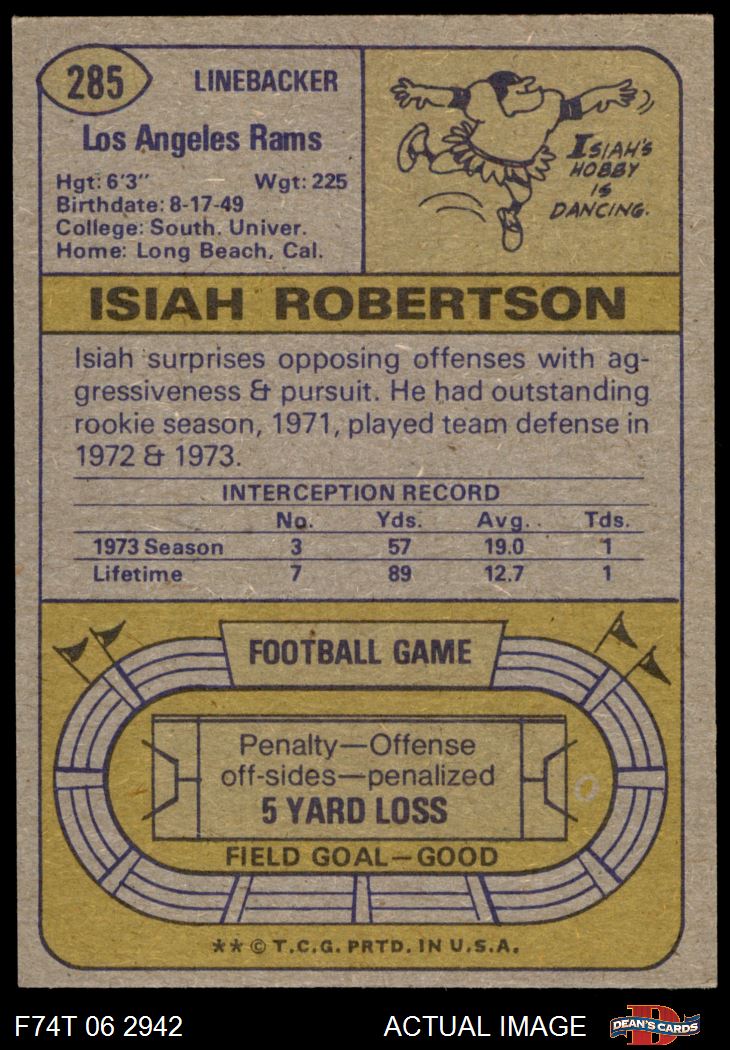 285
LINEBACKER
Los Angeles Rams
Hgt: 6'3" Wgt: 225
Birthdate: 8-17-49
College: South. Univer.
Home: Long Beach, Cal.
ISIAH'S
HOBBY
IS
DANCING.
ISIAH ROBERTSON
Isiah surprises opposing offenses with ag-
gressiveness & pursuit. He had outstanding
rookie season, 1971, played team defense in
1972 & 1973.
INTERCEPTION RECORD
No. Yds. Avg. Tds.
1973 Season 3 57 19.0 1
Lifetime 7 89 12.7 1
FOOTBALL GAME
Penalty—Offense
off-sides—penalized
5 YARD LOSS
FIELD GOAL—GOOD
** © T.C.G. PRTD. IN U.S.A.
F74T 06 2942 ACTUAL IMAGE
D
DEAN'S CARDS